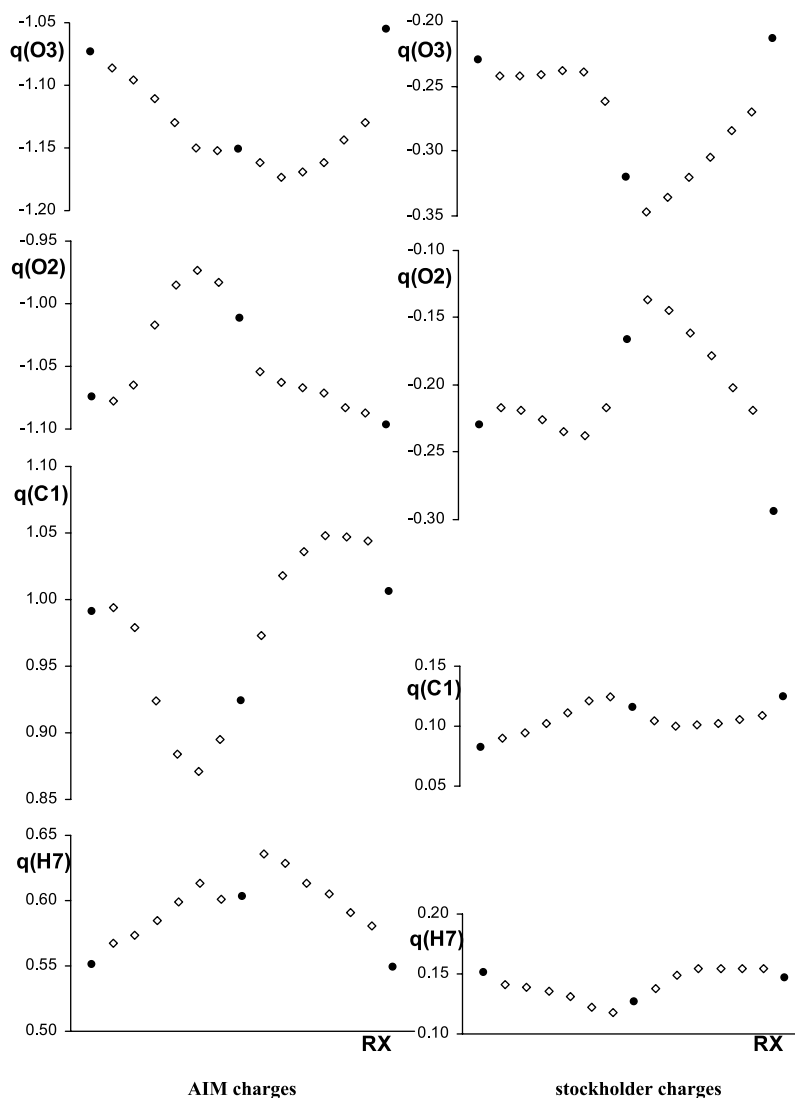 -1.05
q(O3)
-1.10
-1.15
-1.20
-0.95
q(O2)
-1.00
-1.05
-1.10
1.10
q(C1)
1.05
1.00
0.95
0.90
0.85
0.65
q(H7)
0.60
0.55
0.50
RX
AIM charges
-0.20
q(O3)
-0.25
-0.30
-0.35
-0.10
q(O2)
-0.15
-0.20
-0.25
-0.30
0.15
q(C1)
0.10
0.05
0.20
q(H7)
0.15
0.10
RX
stockholder charges